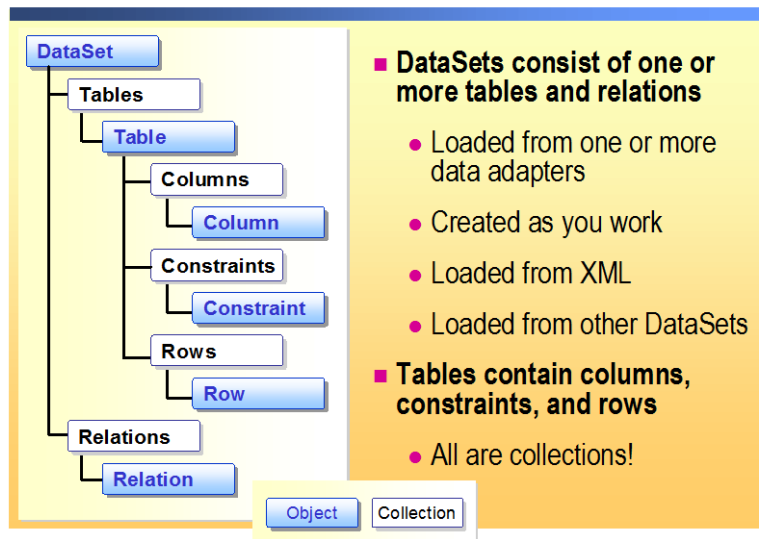 DataSet
Tables
Table
Columns
Column
Constraints
Constraint
Rows
Row
Relations
Relation
Object
Collection
DataSets consist of one or
more tables and relations
Loaded from one or more
data adapters
Created as you work
Loaded from XML
Loaded from other DataSets
Tables contain columns,
constraints, and rows
All are collections!